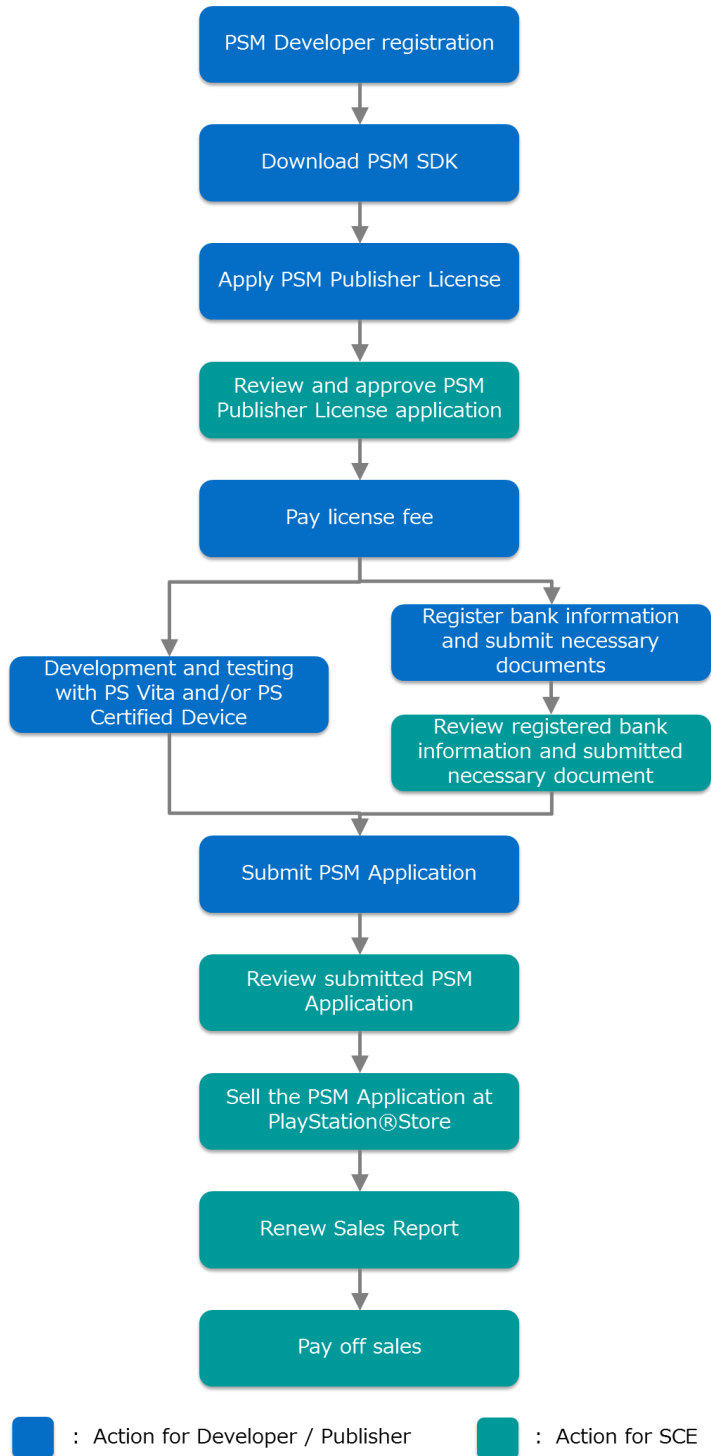 PSM Developer registration
Download PSM SDK
Apply PSM Publisher License
Review and approve PSM
Publisher License application
Pay license fee
Register bank information
and submit necessary
documents
Development and testing
with PS Vita and/or PS
Certified Device
Review registered bank
information and submitted
necessary document
Submit PSM Application
Review submitted PSM
Application
Sell the PSM Application at
PlayStation®Store
Renew Sales Report
Pay off sales
: Action for Developer / Publisher
: Action for SCE